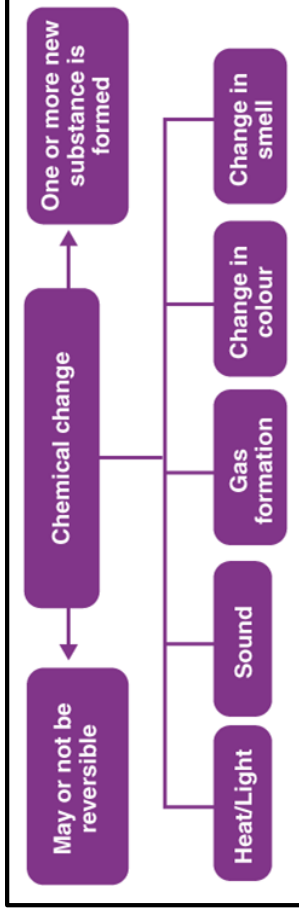 May or not be
reversible
Chemical change
One or more new
substance is
formed
Heat/Light
Sound
Gas
formation
Change in
colour
Change in
smell